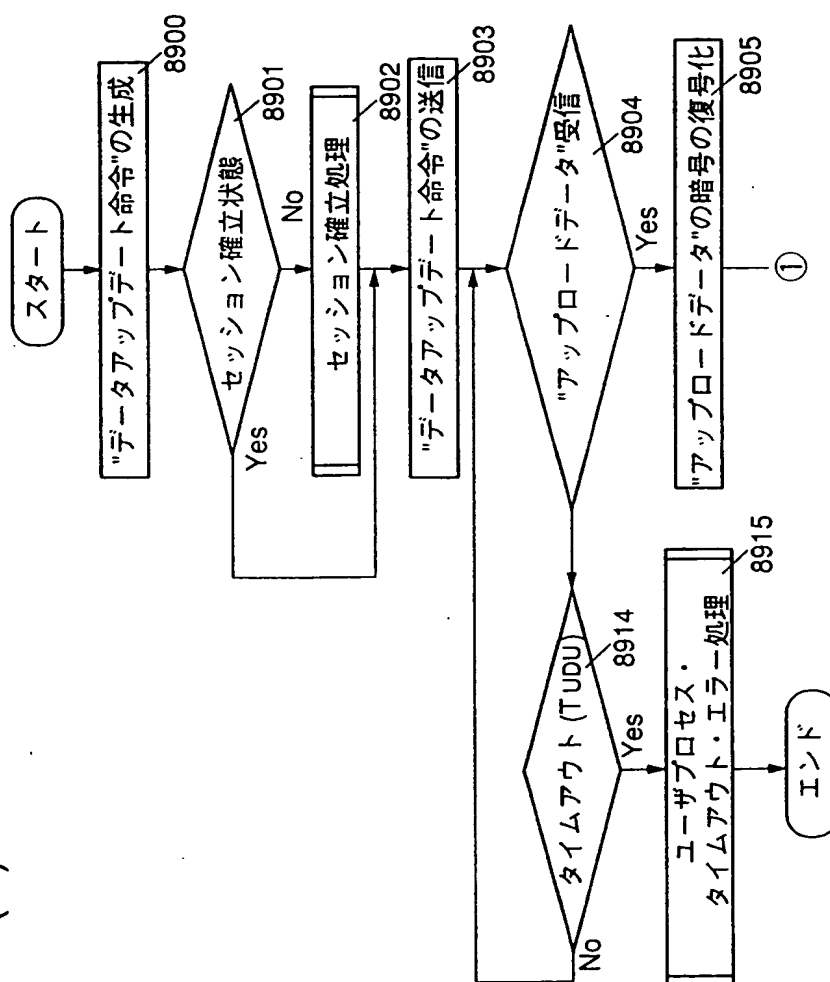 スタート
"データアップデート命令"の生成
8900
セッション確立状態
8901
Yes
No
セッション確立処理
8902
"データアップデート命令"の送信
8903
"アップロードデータ"受信
8904
Yes
"アップロードデータ"の暗号の復号化
8905
①
タイムアウト(TUDU)
8914
No
Yes
ユーザプロセス・
タイムアウト・エラー処理
8915
エンド